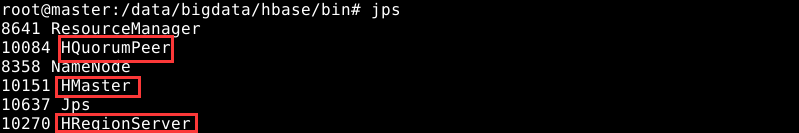 root@master:/data/bigdata/hbase/bin# jps
8641 ResourceManager
10084 HQuorumPeer
8358 NameNode
10151 HMaster
10637 Jps
10270 HRegionServer